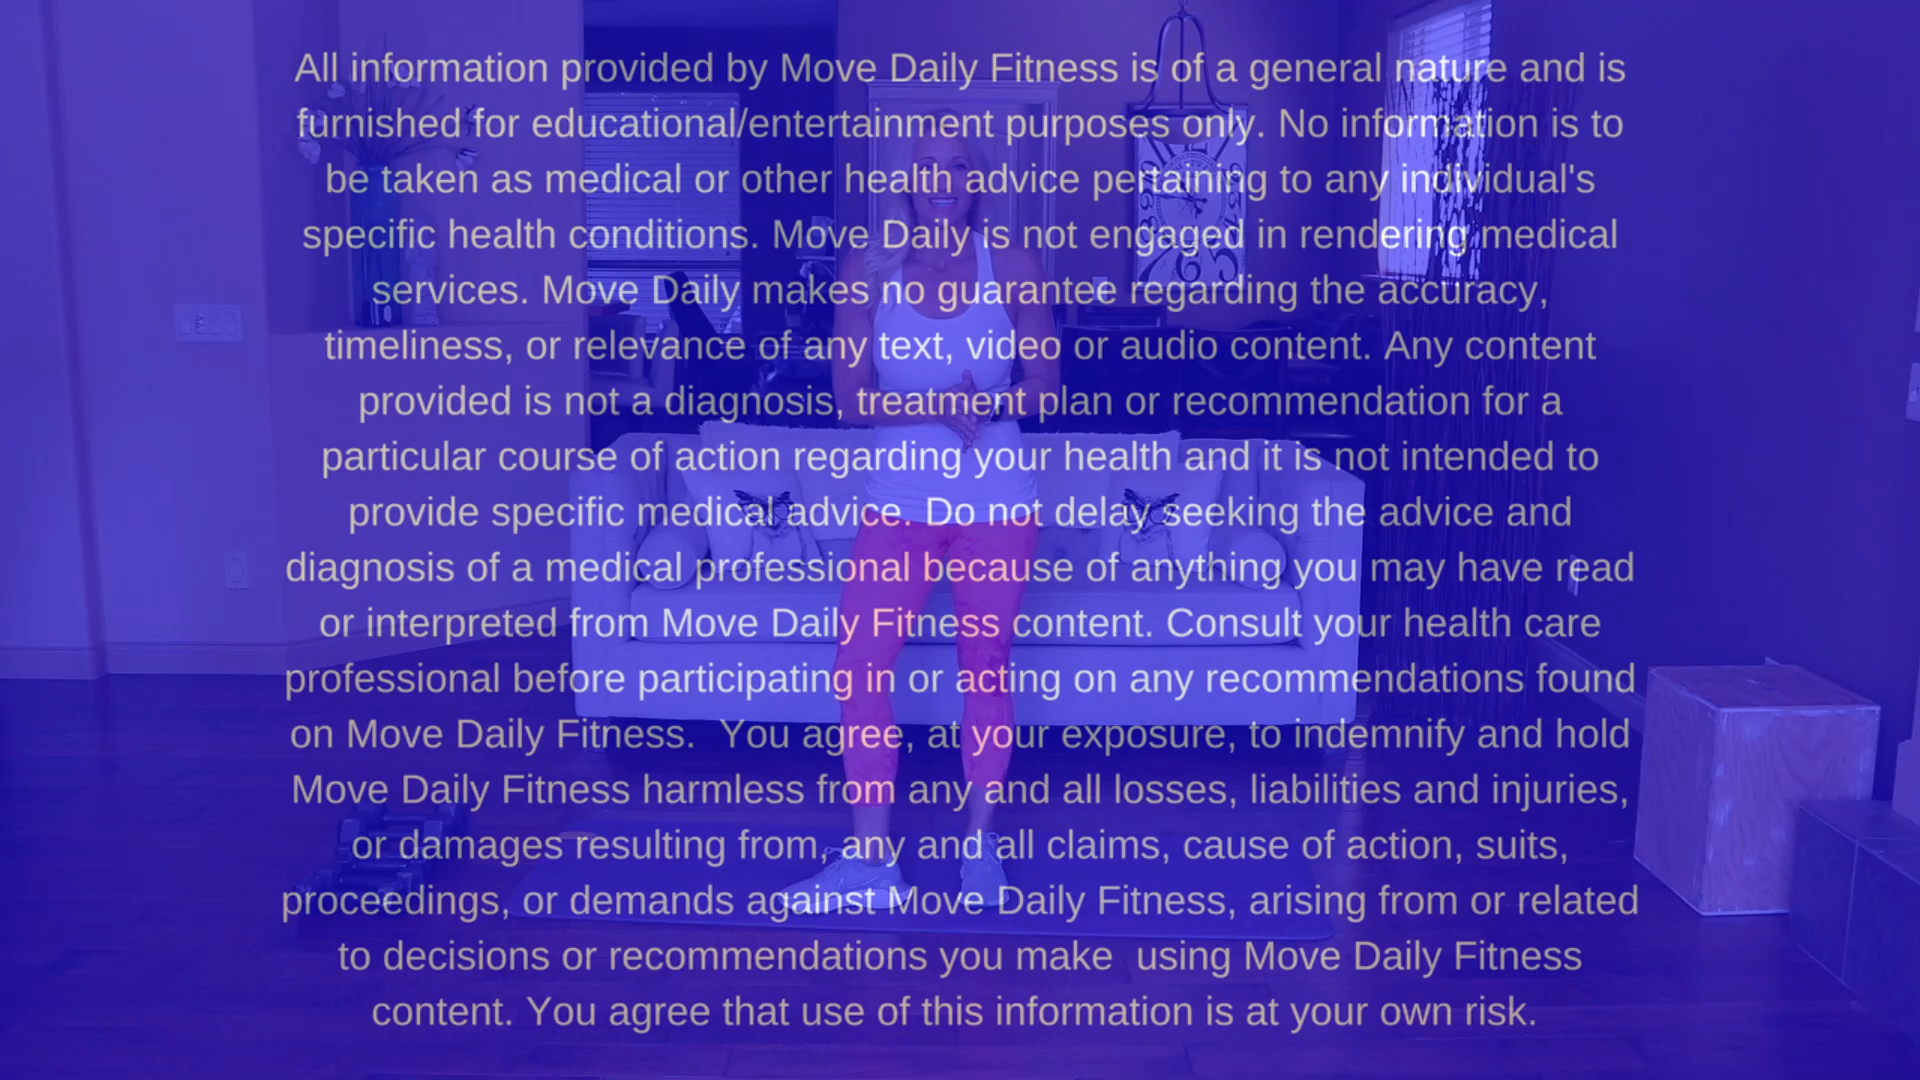 All information provided by Move Daily Fitness is of a general nature and is
furnished for educational/entertainment purposes only. No information is to
be taken as medical or other health advice pertaining to any individual's
specific health conditions. Move Daily is not engaged in rendering medical
services. Move Daily makes no guarantee regarding the accuracy,
timeliness, or relevance of any text, video or audio content. Any content
provided is not a diagnosis, treatment plan or recommendation for a
particular course of action regarding your health and it is not intended to
provide specific medical advice. Do not delay seeking the advice and
diagnosis of a medical professional because of anything you may have read
or interpreted from Move Daily Fitness content. Consult your health care
professional before participating in or acting on any recommendations found
on Move Daily Fitness.  You agree, at your exposure, to indemnify and hold
Move Daily Fitness harmless from any and all losses, liabilities and injuries,
or damages resulting from, any and all claims, cause of action, suits,
proceedings, or demands against Move Daily Fitness, arising from or related
to decisions or recommendations you make  using Move Daily Fitness
content. You agree that use of this information is at your own risk.